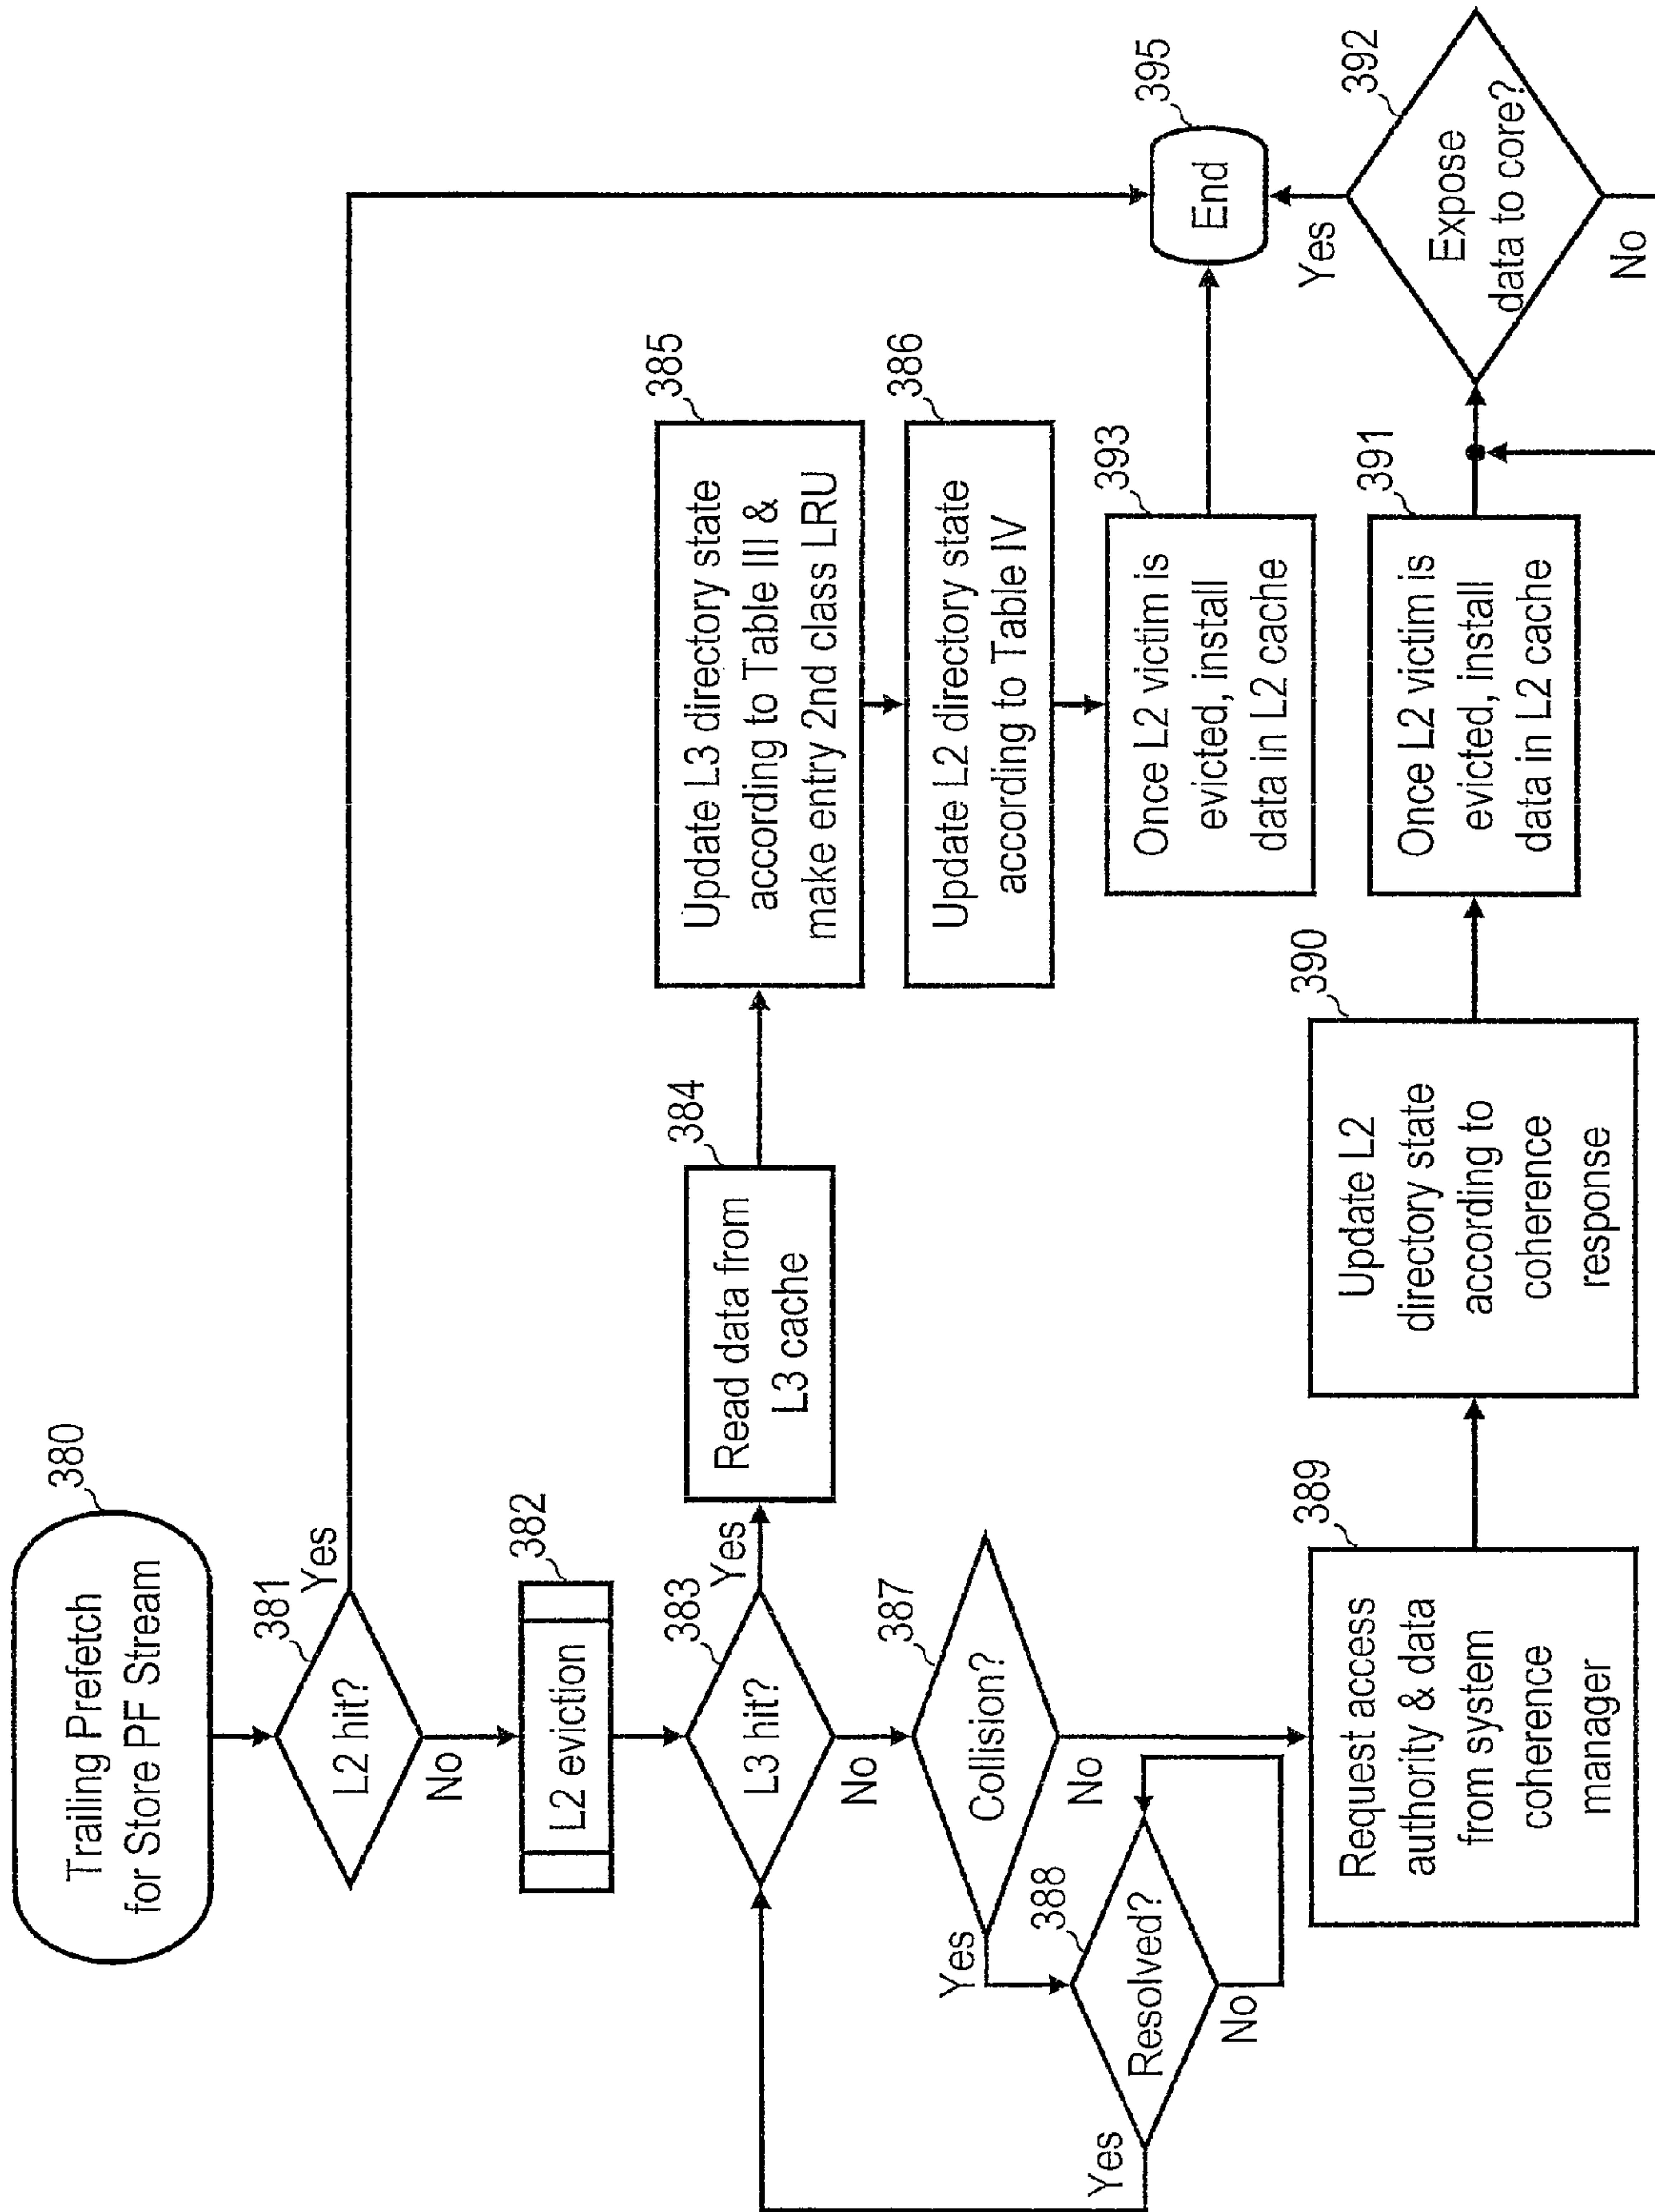 380
Trailing Prefetch
for Store PF Stream
381
L2 hit?
Yes
No
382
L2 eviction
383
L3 hit?
Yes
No
384
Read data from
L3 cache
385
Update L3 directory state
according to Table III &
make entry 2nd class LRU
386
Update L2 directory state
according to Table IV
393
Once L2 victim is
evicted, install
data in L2 cache
395
End
387
Collision?
Yes
No
388
Resolved?
Yes
No
389
Request access
authority & data
from system
coherence
manager
390
Update L2
directory state
according to
coherence
response
391
Once L2 victim is
evicted, install
data in L2 cache
392
Expose
data to core?
Yes
No